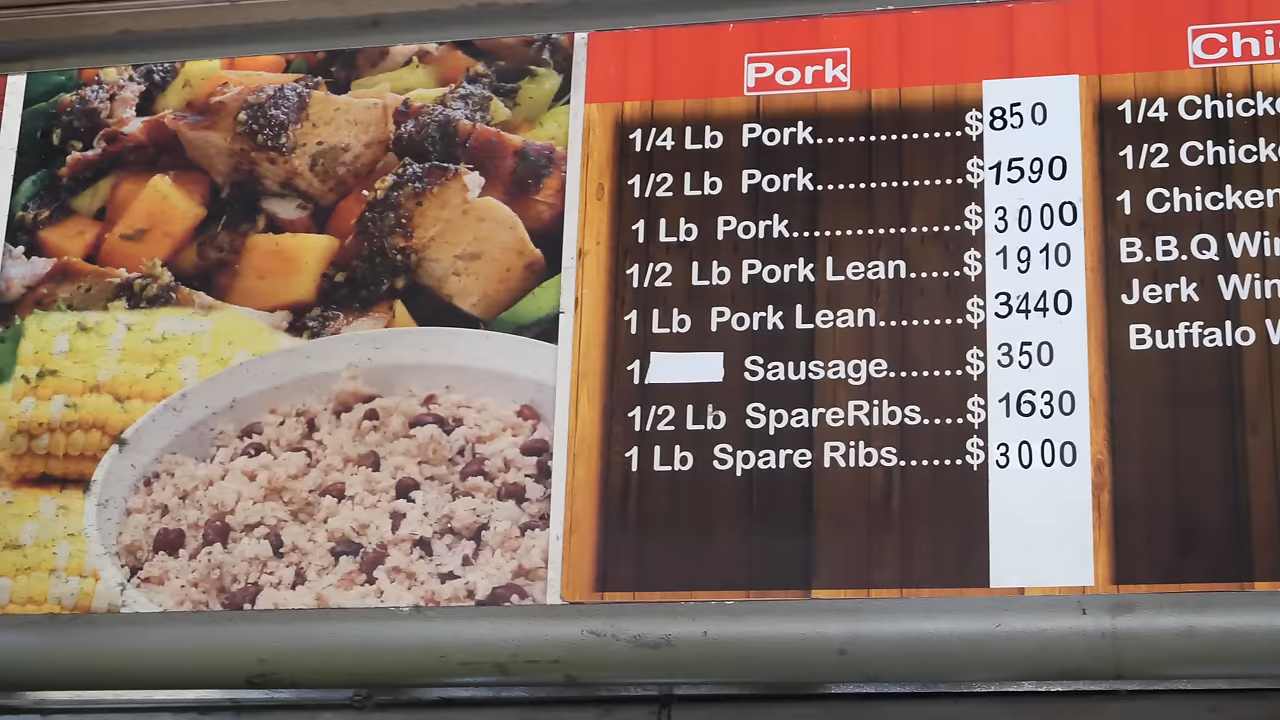 Pork
1/4 Lb Pork.............$850
1/2 Lb Pork.............$1590
1 Lb Pork...............$3000
1/2 Lb Pork Lean.....$1910
1 Lb Pork Lean........$3440
1/ Sausage.......$350
1/2 Lb SpareRibs....$1630
1 Lb Spare Ribs......$3000
Chi
1/4 Chicke
1/2 Chick
1 Chicken
B.B.Q Wi
Jerk Win
Buffalo W